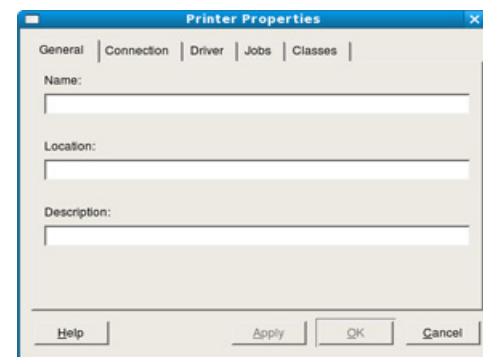 Printer Properties
General Connection Driver Jobs Classes
Name:
Location:
Description:
Help Apply OK Cancel